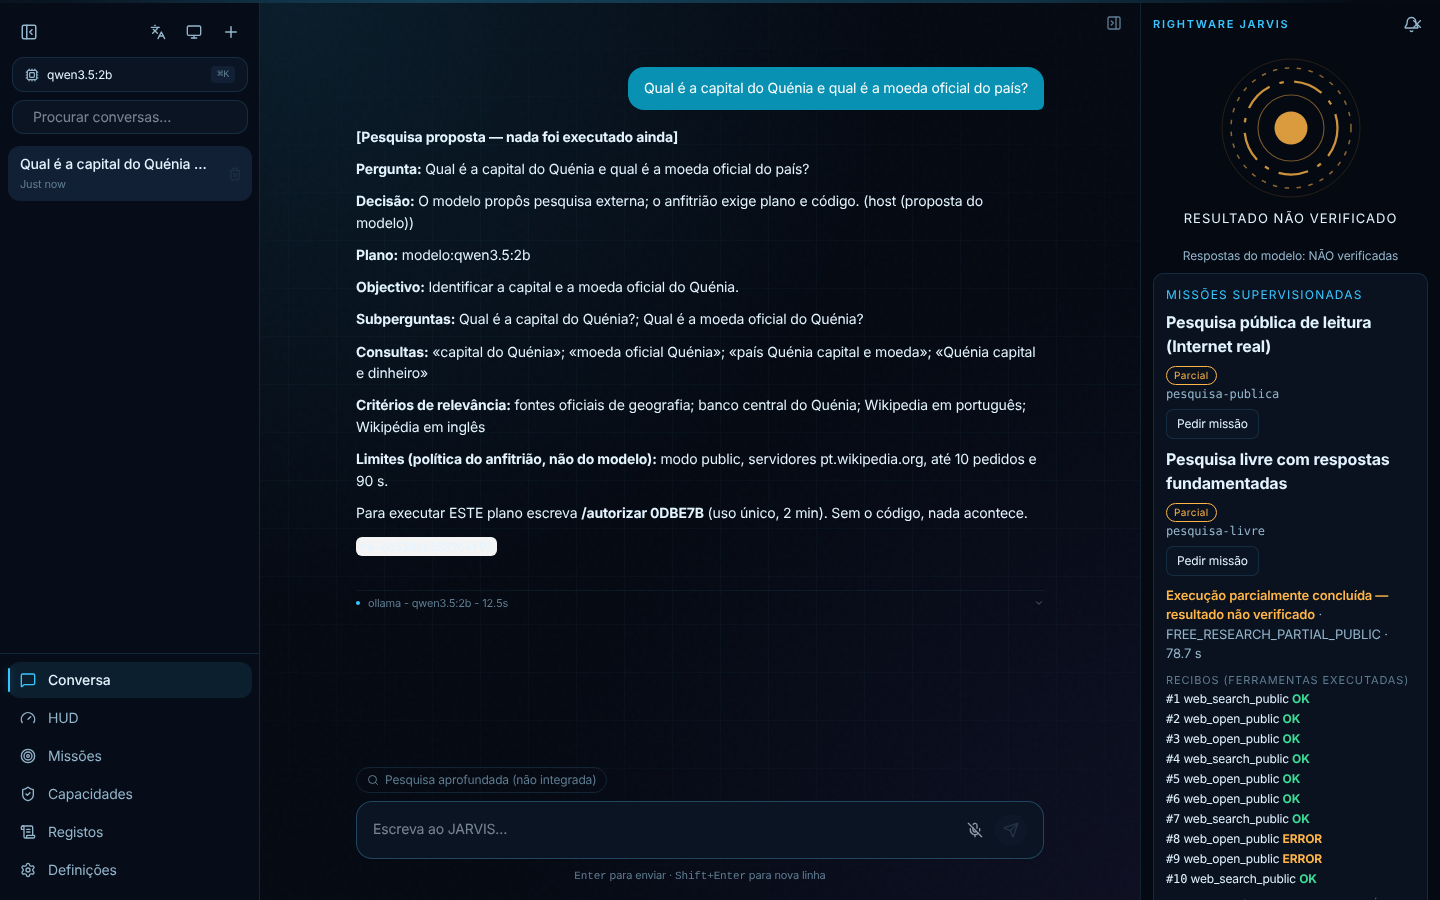 qwen3.5:2b
⌘K
Procurar conversas...
Qual é a capital do Quénia ...
Just now
Conversa
HUD
Missões
Capacidades
Registos
Definições
Qual é a capital do Quénia e qual é a moeda oficial do país?
[Pesquisa proposta — nada foi executado ainda]
Pergunta: Qual é a capital do Quénia e qual é a moeda oficial do país?
Decisão: O modelo propôs pesquisa externa; o anfitrião exige plano e código. (host (proposta do
modelo))
Plano: modelo:qwen3.5:2b
Objectivo: Identificar a capital e a moeda oficial do Quénia.
Subperguntas: Qual é a capital do Quénia?; Qual é a moeda oficial do Quénia?
Consultas: «capital do Quénia»; «moeda oficial Quénia»; «país Quénia capital e moeda»; «Quénia capital
e dinheiro»
Critérios de relevância: fontes oficiais de geografia; banco central do Quénia; Wikipedia em português;
Wikipédia em inglês
Limites (política do anfitrião, não do modelo): modo public, servidores pt.wikipedia.org, até 10 pedidos e
90 s.
Para executar ESTE plano escreva /autorizar 0DBE7B (uso único, 2 min). Sem o código, nada acontece.
ollama - qwen3.5:2b - 12.5s
Pesquisa aprofundada (não integrada)
Escreva ao JARVIS...
Enter para enviar · Shift+Enter para nova linha
RIGHTWARE JARVIS
RESULTADO NÃO VERIFICADO
Respostas do modelo: NÃO verificadas
MISSÕES SUPERVISIONADAS
Pesquisa pública de leitura
(Internet real)
Parcial
pesquisa-publica
Pedir missão
Pesquisa livre com respostas
fundamentadas
Parcial
pesquisa-livre
Pedir missão
Execução parcialmente concluída —
resultado não verificado ·
FREE_RESEARCH_PARTIAL_PUBLIC ·
78.7 s
RECIBOS (FERRAMENTAS EXECUTADAS)
#1 web_search_public OK
#2 web_open_public OK
#3 web_open_public OK
#4 web_search_public OK
#5 web_open_public OK
#6 web_open_public OK
#7 web_search_public OK
#8 web_open_public ERROR
#9 web_open_public ERROR
#10 web_search_public OK